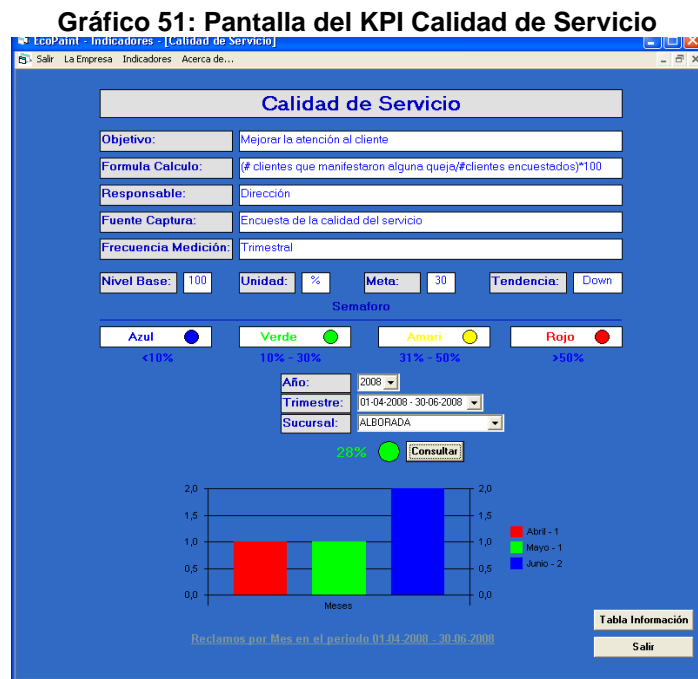 Gráfico 51: Pantalla del KPI Calidad de Servicio
EcoPaint - Indicadores - [Calidad de Servicio]
Salir La Empresa Indicadores Acerca de...
Calidad de Servicio
Objetivo: Mejorar la atención al cliente
Formula Calculo: (# clientes que manifestaron alguna queja/#clientes encuestados)*100
Responsable: Dirección
Fuente Captura: Encuesta de la calidad del servicio
Frecuencia Medición: Trimestral
Nivel Base: 100 Unidad: % Meta: 30 Tendencia: Down
Semaforo
Azul Verde Amari Rojo
<10% 10% - 30% 31% - 50% >50%
Año: 2008
Trimestre: 01-04-2008 - 30-06-2008
Sucursal: ALBORADA
28% Consultar
2,0 2,0
1,5 1,5
Abril - 1
1,0 1,0
Mayo - 1
Junio - 2
0,5 0,5
0,0 0,0
Meses
Tabla Información
Reclamos por Mes en el periodo 01-04-2008 - 30-06-2008
Salir